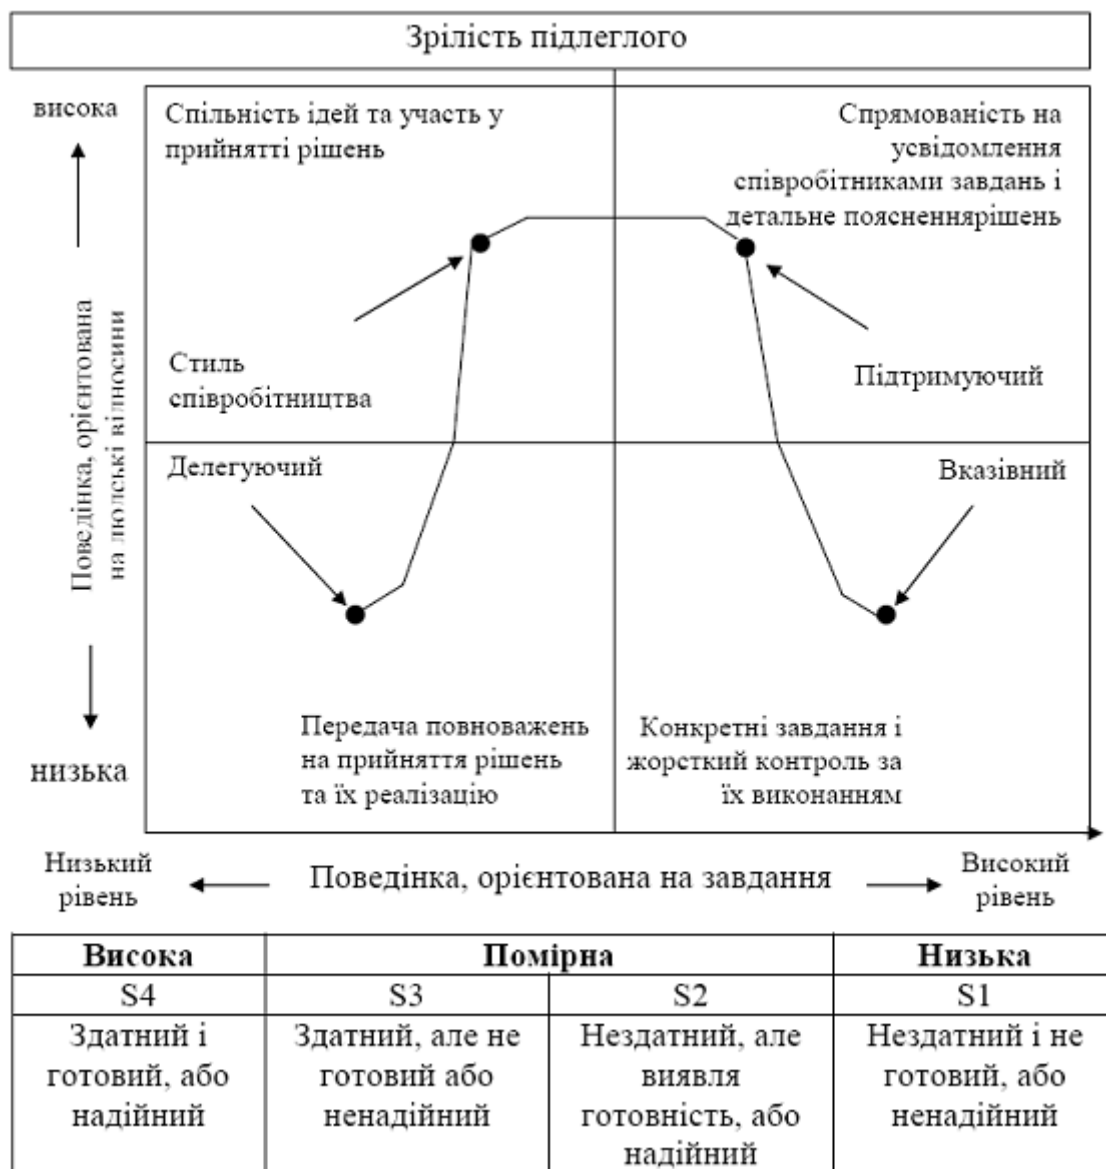 Зрілість підлеглого
висока
Спільність ідей та участь у
прийнятті рішень
Спрямованість на
усвідомлення
співробітниками завдань і
детальне поясненнярішень
Поведінка, орієнтована
на людські відносини
Стиль
співробітництва
Підтримуючий
Делегуючий
Вказівний
Передача повноважень
на прийняття рішень
та їх реалізацію
Конкретні завдання і
жорсткий контроль за
їх виконанням
низька
Низький
рівень
Поведінка, орієнтована на завдання
Високий
рівень
Висока Помірна Низька
S4 S3 S2 S1
Здатний і Здатний, але не Нездатний, але Нездатний і не
готовий, або готовий або виявля готовий, або
надійний ненадійний готовність, або ненадійний
надійний